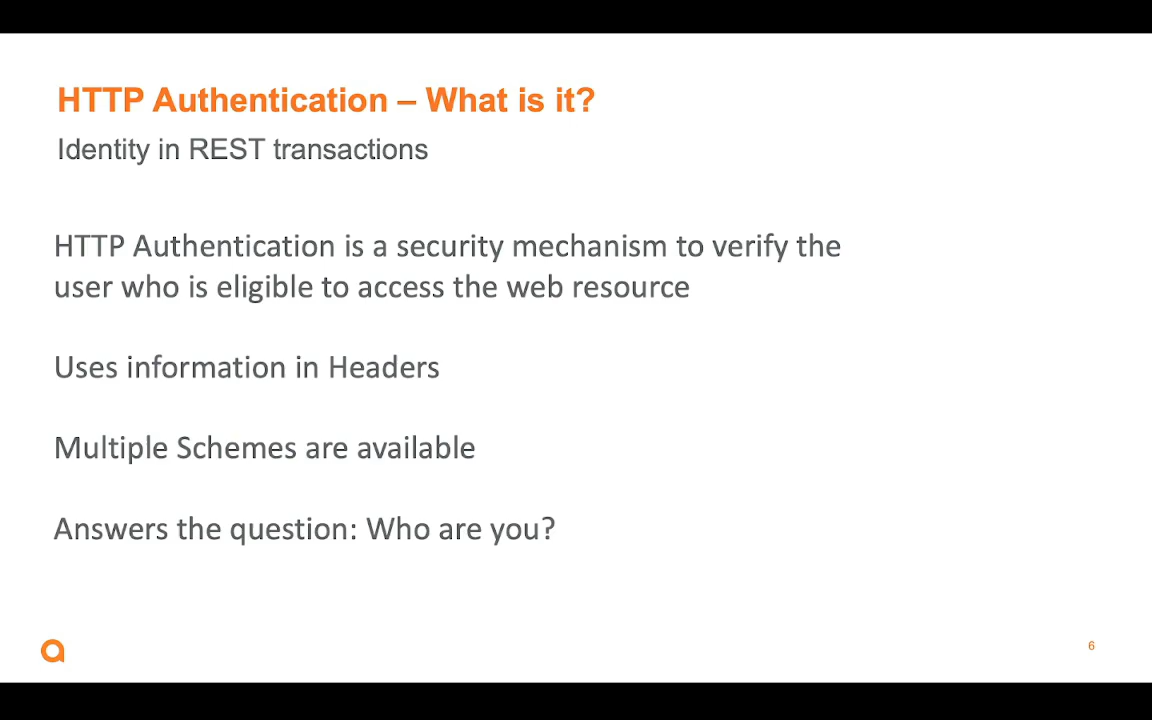 HTTP Authentication – What is it?
Identity in REST transactions
HTTP Authentication is a security mechanism to verify the
user who is eligible to access the web resource
Uses information in Headers
Multiple Schemes are available
Answers the question: Who are you?
6